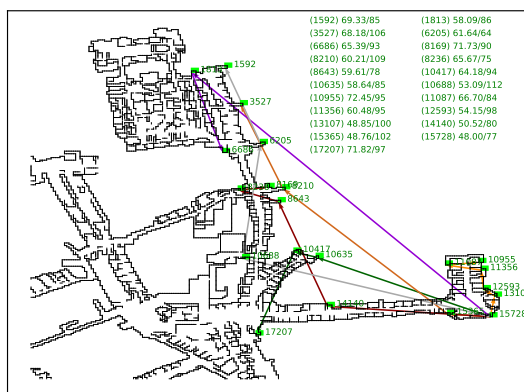 (1592) 69.33/85 (1813) 58.09/86
(3527) 68.18/106 (6205) 61.64/64
(6686) 65.39/93 (8169) 71.73/90
(8210) 60.21/109 (8236) 65.67/75
(8643) 59.61/78 (10417) 64.18/94
(10635) 58.64/85 (10688) 53.09/112
(10955) 72.45/95 (11087) 66.70/84
(11356) 60.48/95 (12593) 54.15/98
(13107) 48.85/100 (14140) 50.52/80
(15365) 48.76/102 (15728) 48.00/77
(17207) 71.82/97
1592
3527
6205
8210
8643
10417
10635
10955
11356
12593
14140
15728
17207